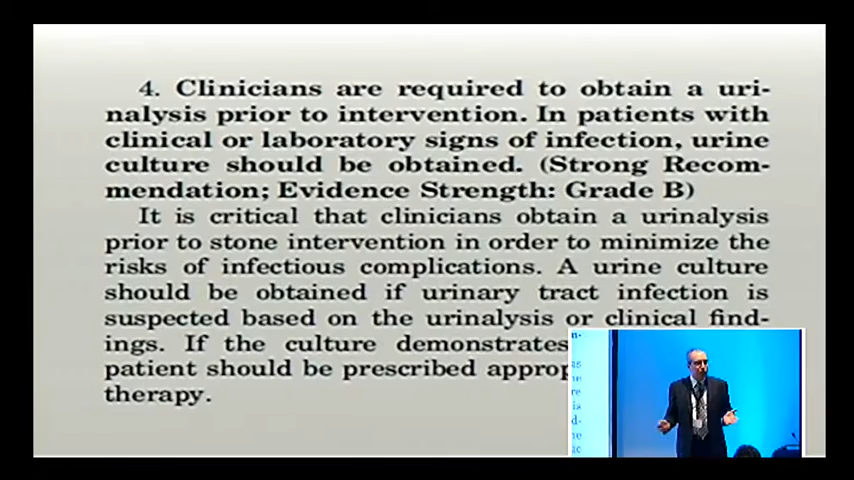 4. Clinicians are required to obtain a uri-
nalysis prior to intervention. In patients with
clinical or laboratory signs of infection, urine
culture should be obtained. (Strong Recom-
mendation; Evidence Strength: Grade B)
It is critical that clinicians obtain a urinalysis
prior to stone intervention in order to minimize the
risks of infectious complications. A urine culture
should be obtained if urinary tract infection is
suspected based on the urinalysis or clinical find-
ings. If the culture demonstrates
patient should be prescribed
therapy.